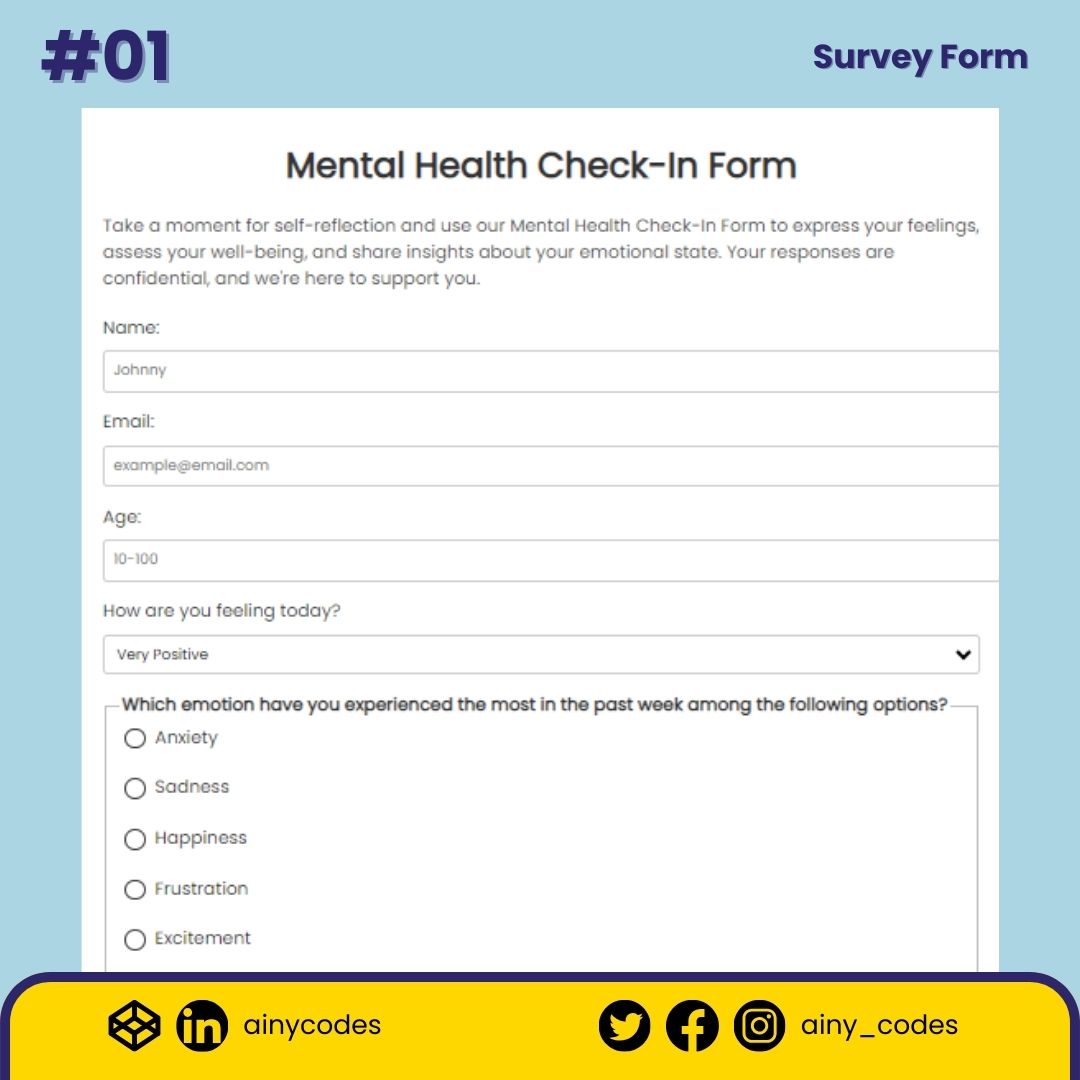 #01
Survey Form
Mental Health Check-In Form
Take a moment for self-reflection and use our Mental Health Check-In Form to express your feelings,
assess your well-being, and share insights about your emotional state. Your responses are
confidential, and we're here to support you.
Name:
Johnny
Email:
example@email.com
Age:
10-100
How are you feeling today?
Very Positive
Which emotion have you experienced the most in the past week among the following options?
Anxiety
Sadness
Happiness
Frustration
Excitement
in ainycodes
ainy_codes